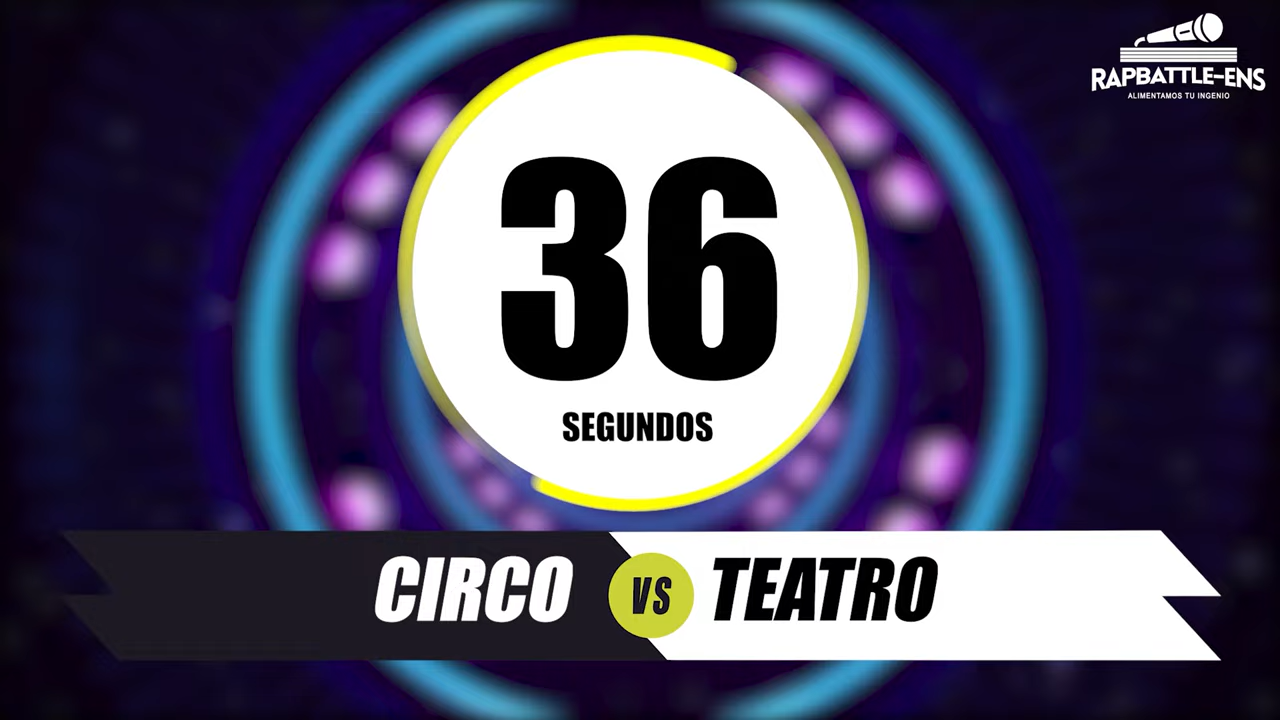 RAPBATTLE-ENS
ALIMENTAMOS TU INGENIO
36
SEGUNDOS
CIRCO VS TEATRO